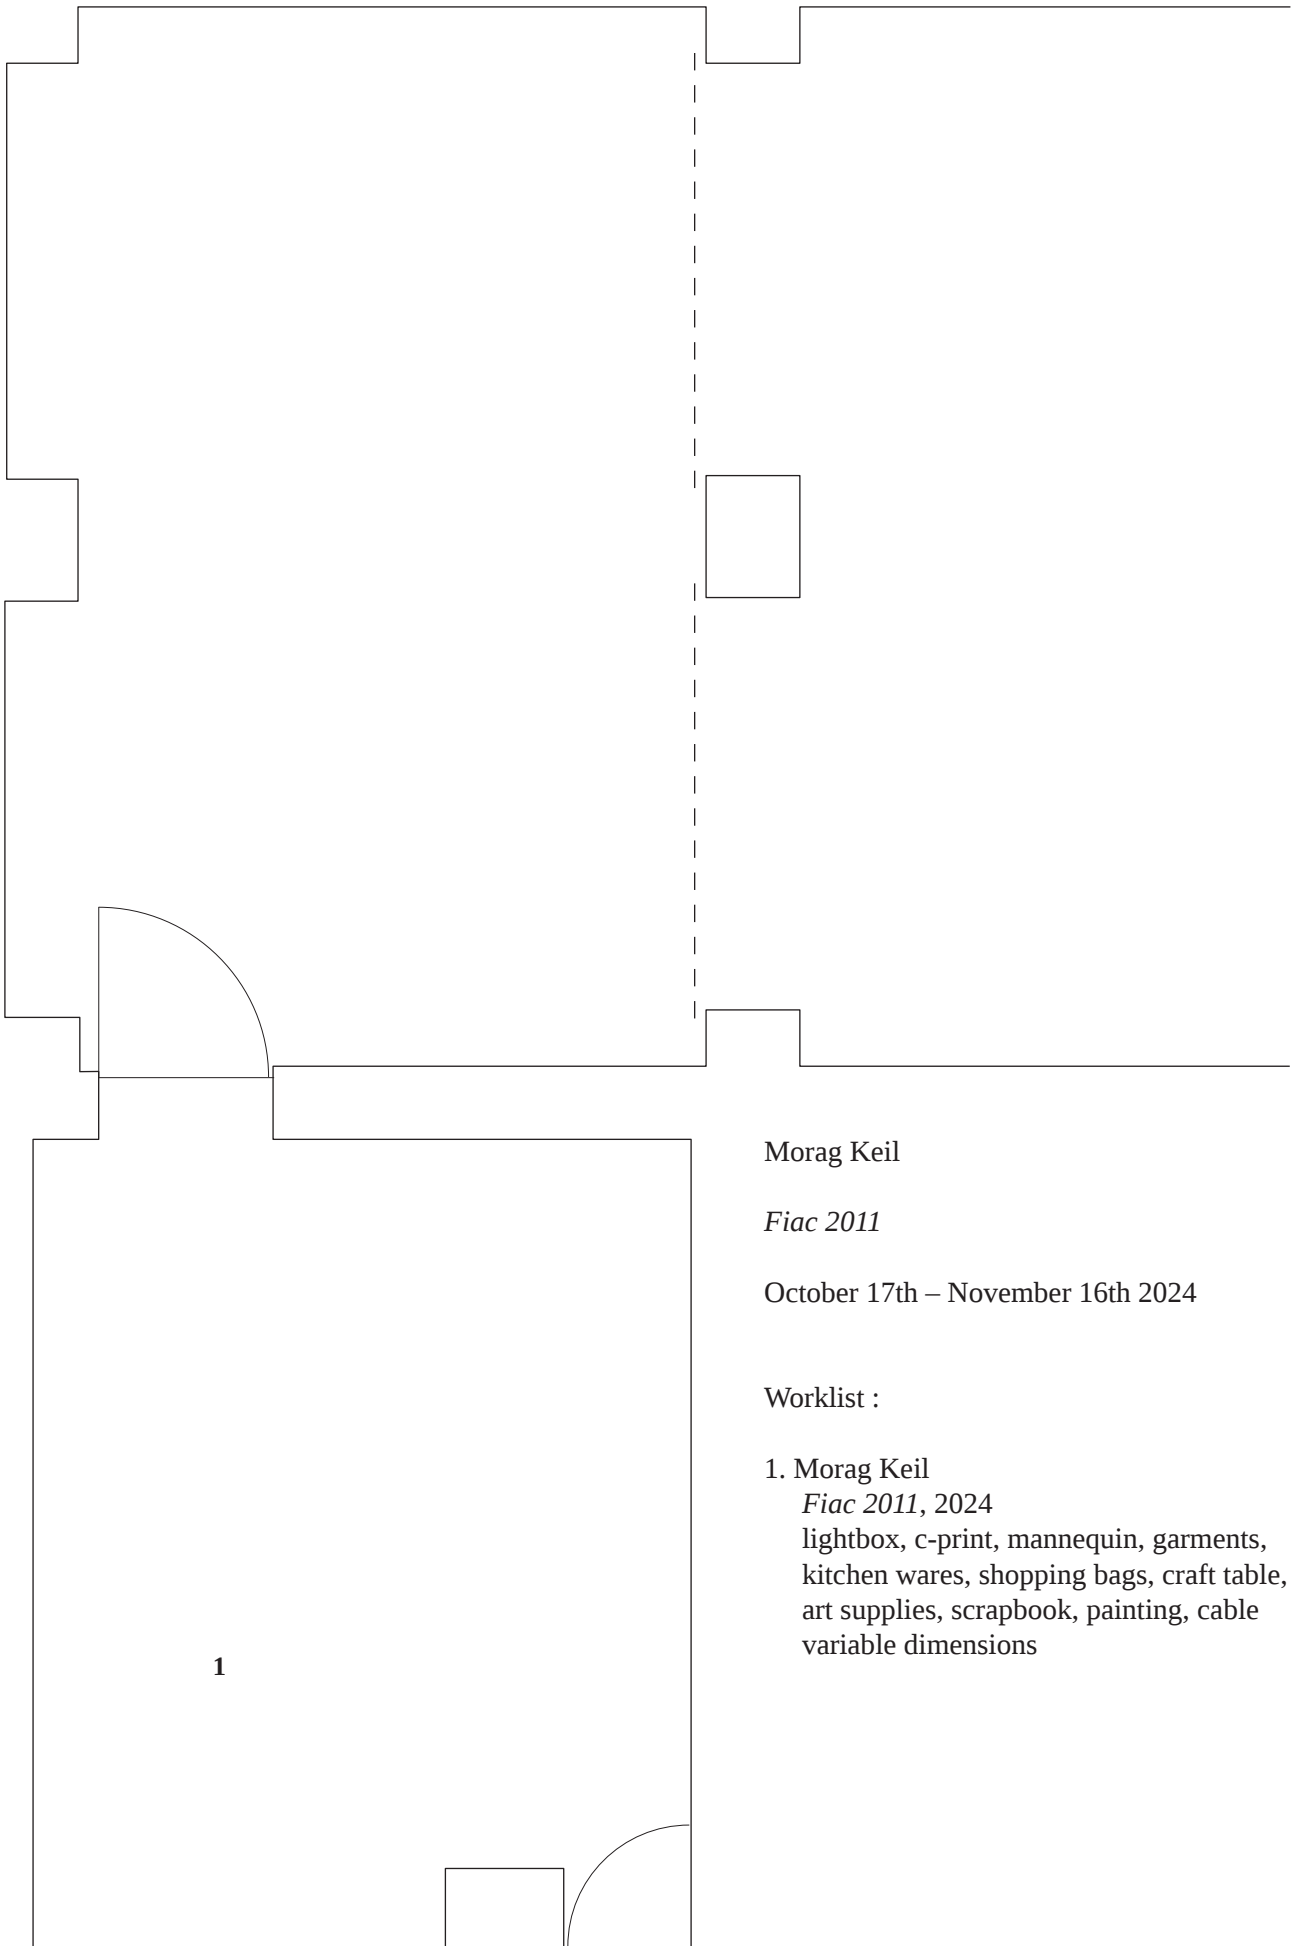 Morag Keil
Fiac 2011
October 17th – November 16th 2024
Worklist :
1. Morag Keil
Fiac 2011, 2024
lightbox, c-print, mannequin, garments,
kitchen wares, shopping bags, craft table,
art supplies, scrapbook, painting, cable
variable dimensions
1